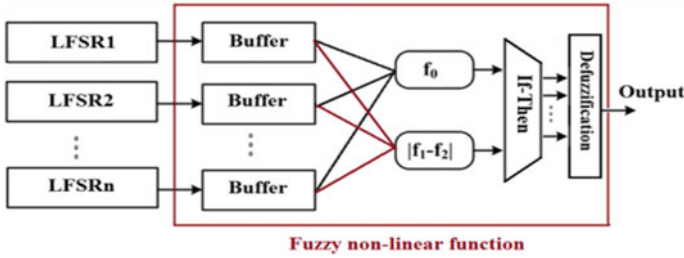 LFSR1
Buffer
LFSR2
Buffer
LFSRn
Buffer
f₀
|f₁-f₂|
If-Then
Defuzzification
Output
Fuzzy non-linear function